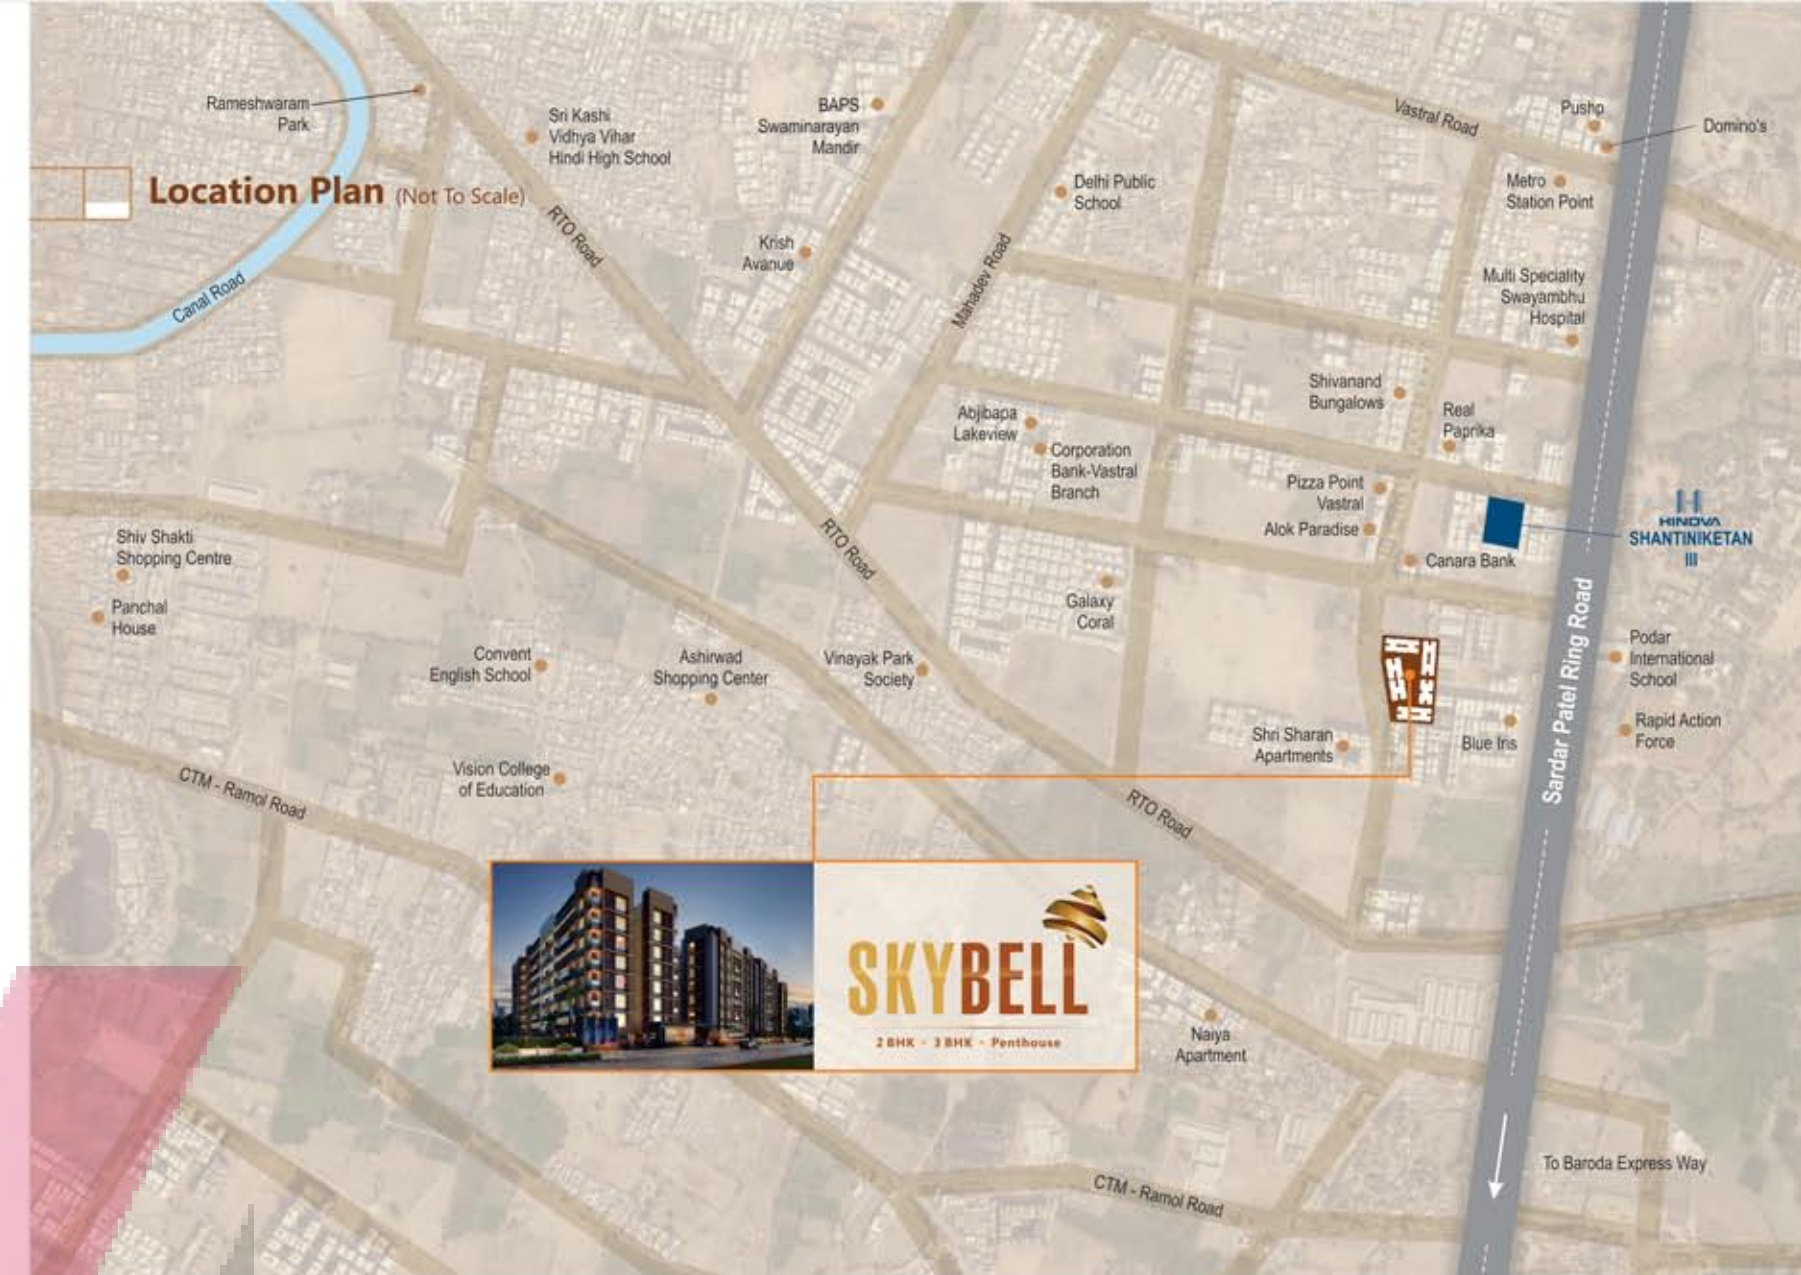 Rameshwaram
Park
Sri Kashi
Vidhya Vihar
Hindi High School
BAPS
Swaminarayan
Mandir
Vastral Road
Pushp
Domino's
Location Plan (Not To Scale)
Delhi Public
School
Metro
Station Point
RTO Road
Krish
Avanue
Mahadev Road
Canal Road
Multi Speciality
Swayambhu
Hospital
Shivanand
Bungalows
Real
Paprika
Abjibapa
Lakeview
Corporation
Bank-Vastral
Branch
Pizza Point
Vastral
Alok Paradise
HINOVA
SHANTINIKETAN
III
Canara Bank
RTO Road
Shiv Shakti
Shopping Centre
Panchal
House
Galaxy
Coral
Convent
English School
Ashirwad
Shopping Center
Vinayak Park
Society
Sardar Patel Ring Road
Podar
International
School
Rapid Action
Force
Shri Sharan
Apartments
Blue Iris
Vision College
of Education
CTM - Ramol Road
RTO Road
SKYBELL
2 BHK - 3 BHK - Penthouse
Naiya
Apartment
To Baroda Express Way
CTM - Ramol Road